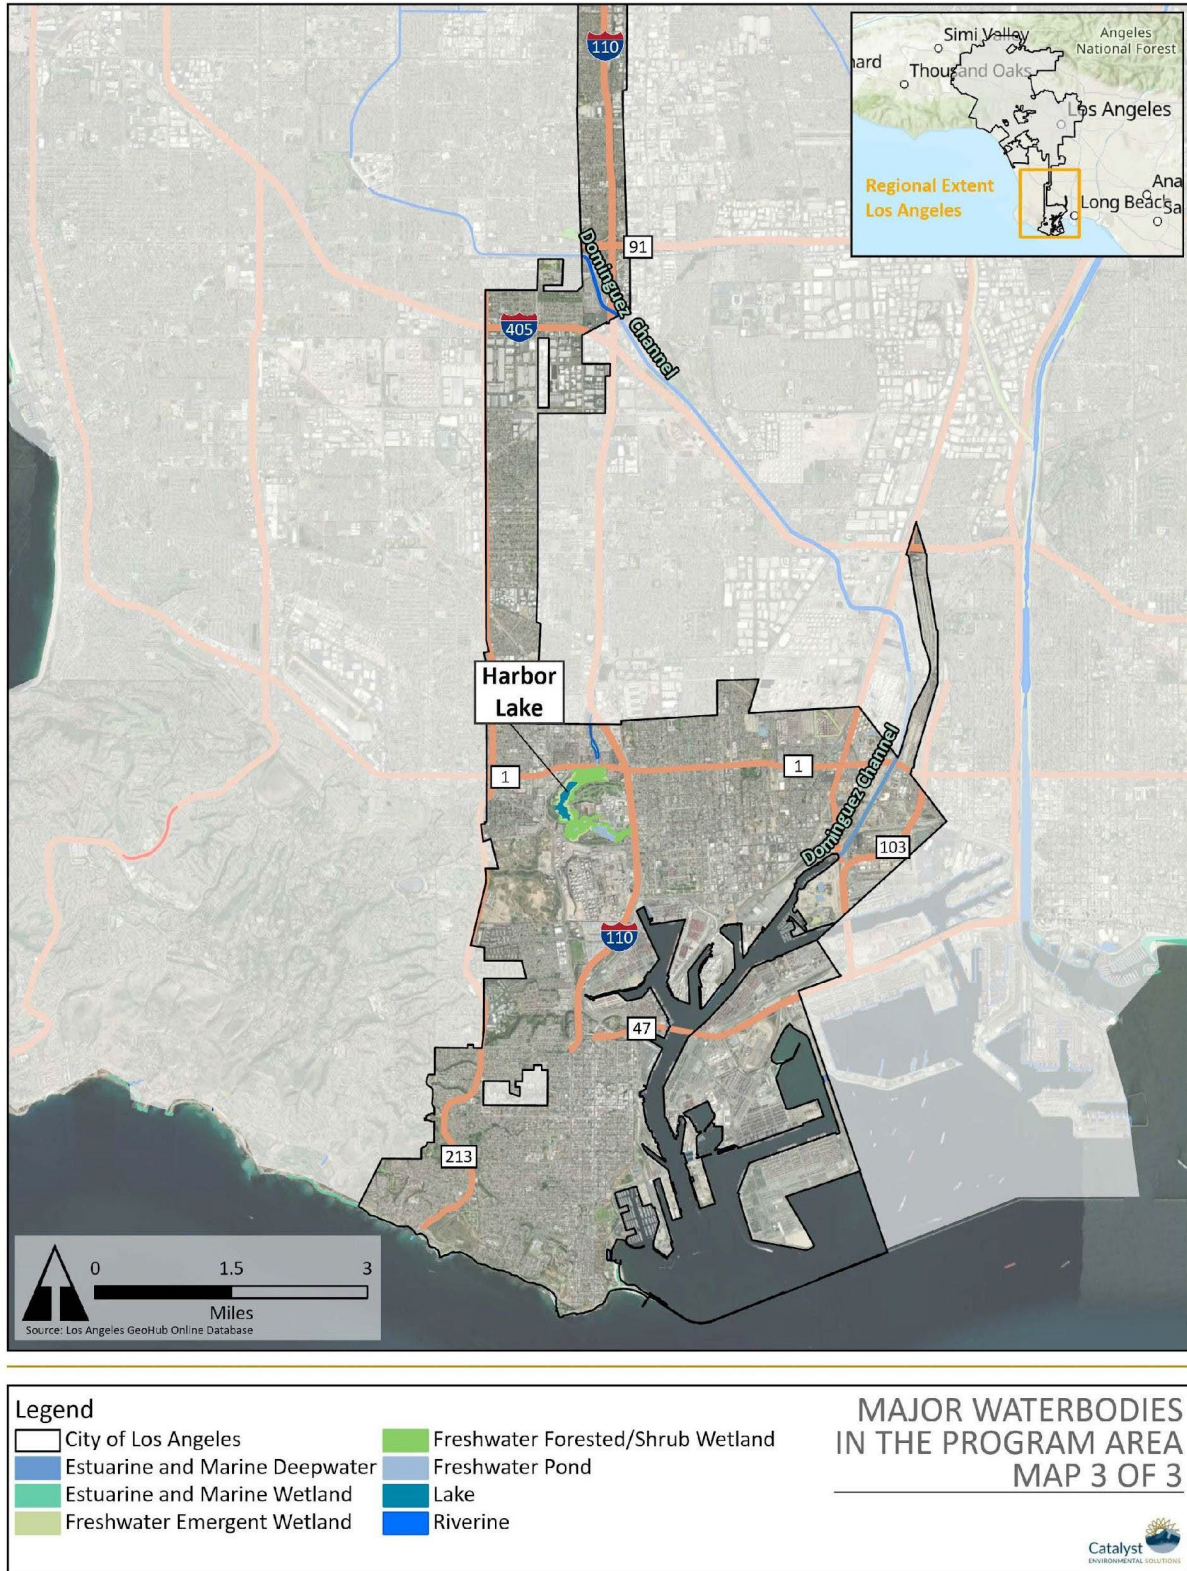 110
Simi Valley
Angeles
National Forest
nard
Thousand Oaks
Los Angeles
Regional Extent
Los Angeles
Ana
Long Beach
Sa
91
Dominguez Channel
405
Harbor
Lake
1
1
Dominguez Channel
103
110
47
213
0 1.5 3
Miles
Source: Los Angeles GeoHub Online Database
Legend
City of Los Angeles
Estuarine and Marine Deepwater
Estuarine and Marine Wetland
Freshwater Emergent Wetland
Freshwater Forested/Shrub Wetland
Freshwater Pond
Lake
Riverine
MAJOR WATERBODIES
IN THE PROGRAM AREA
MAP 3 OF 3
Catalyst
ENVIRONMENTAL SOLUTIONS